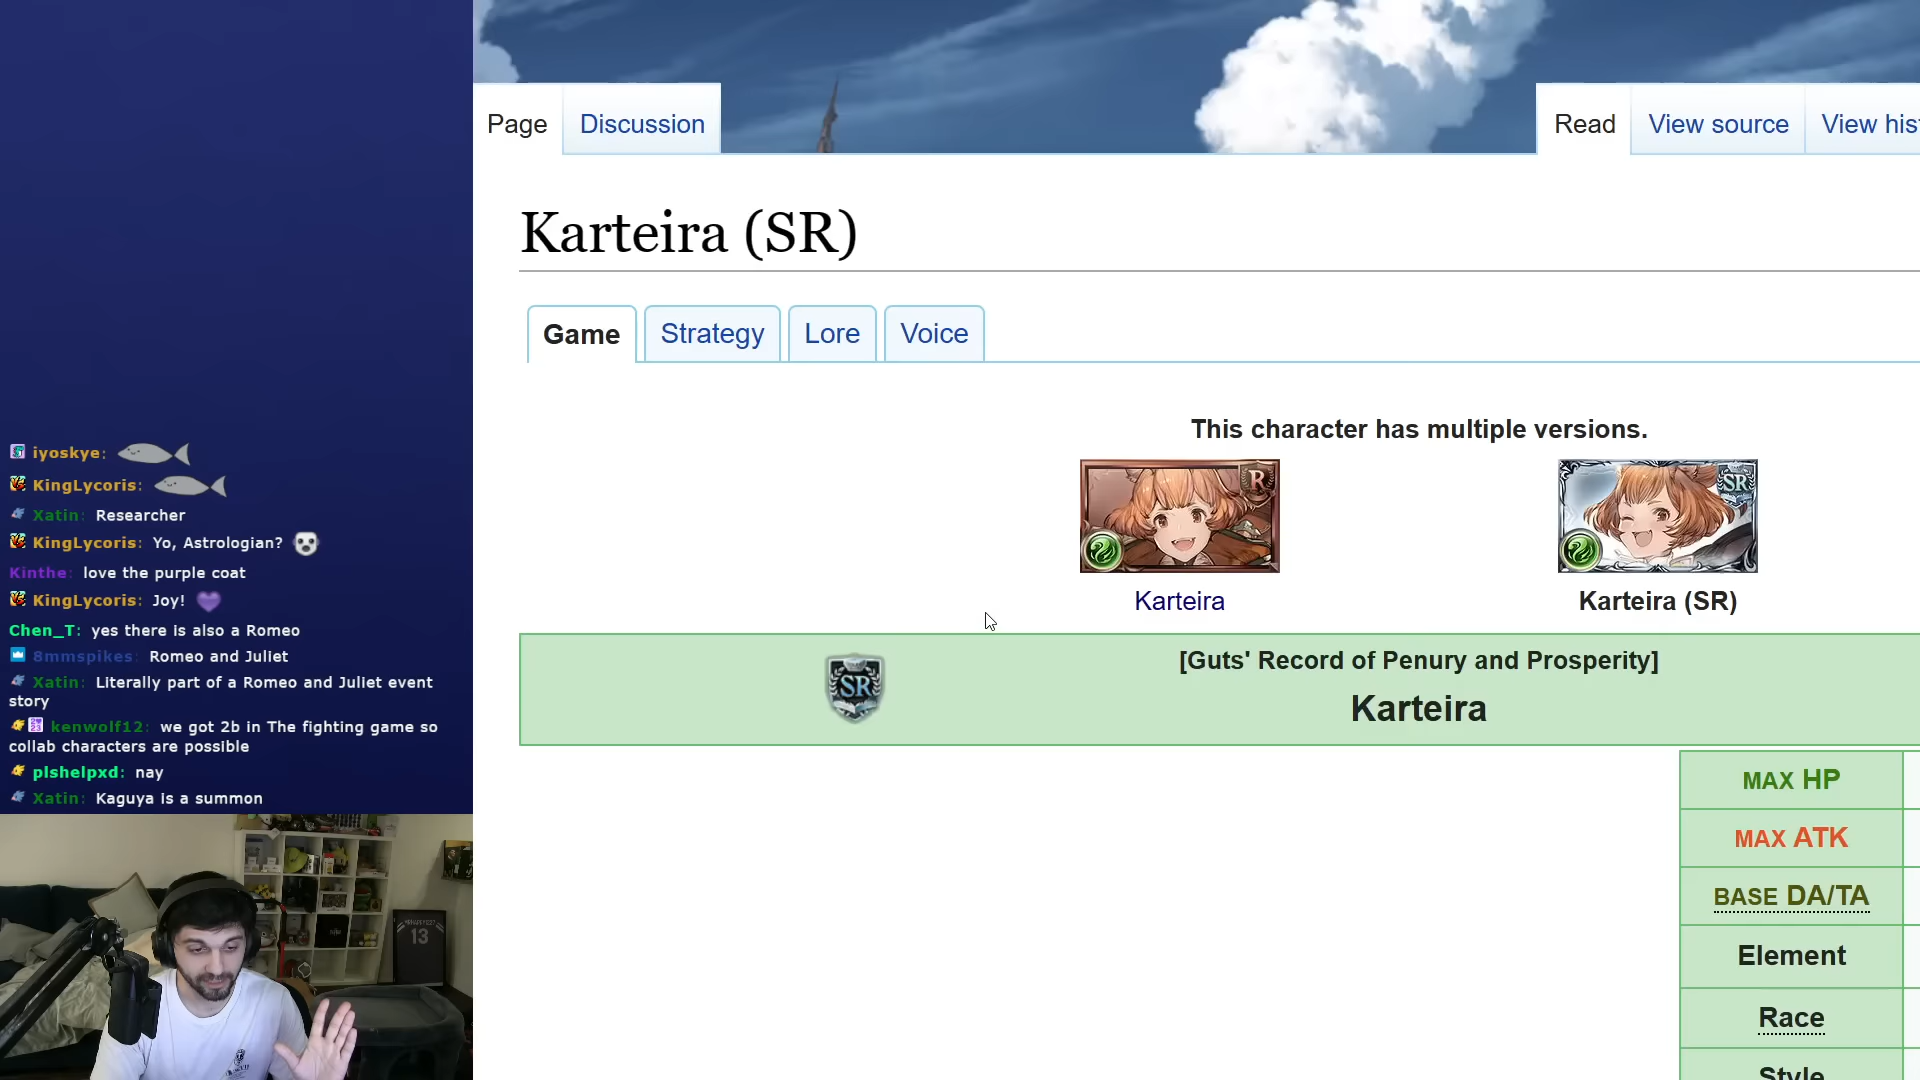 Page
Discussion
Read
View source
View his
Karteira (SR)
Game
Strategy
Lore
Voice
This character has multiple versions.
R
SR
Karteira
Karteira (SR)
SR
[Guts' Record of Penury and Prosperity]
Karteira
MAX HP
MAX ATK
BASE DA/TA
Element
Race
Style
iyoskye:
KingLycoris:
Xatin: Researcher
KingLycoris: Yo, Astrologian?
Kinthe: love the purple coat
KingLycoris: Joy!
Chen_T: yes there is also a Romeo
8mmspikes: Romeo and Juliet
Xatin: Literally part of a Romeo and Juliet event
story
kenwolf12: we got 2b in The fighting game so
collab characters are possible
plshelpxd: nay
Xatin: Kaguya is a summon
13